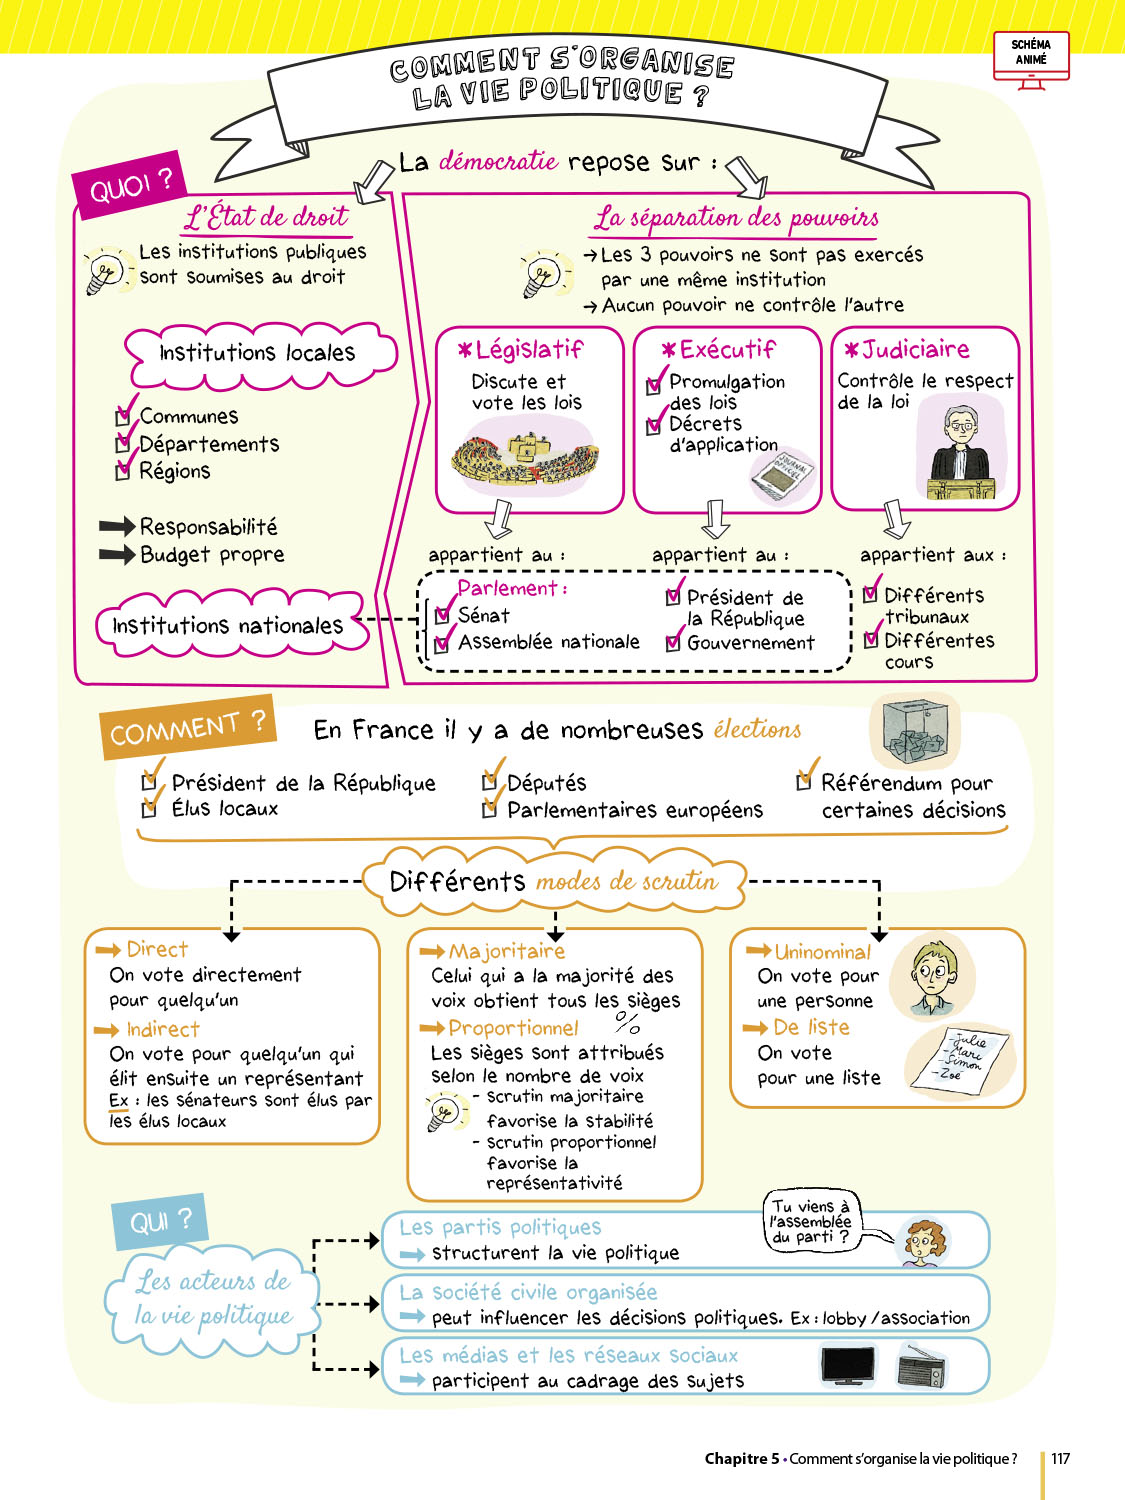 SCHÉMA
ANIMÉ
COMMENT S'ORGANISE
LA VIE POLITIQUE ?
La démocratie repose sur :
QUOI ?
L'État de droit
Les institutions publiques
sont soumises au droit
Institutions locales
Communes
Départements
Régions
Responsabilité
Budget propre
Institutions nationales
La séparation des pouvoirs
→ Les 3 pouvoirs ne sont pas exercés
par une même institution
→ Aucun pouvoir ne contrôle l'autre
* Législatif
Discute et
vote les lois
appartient au :
Parlement :
Sénat
Assemblée nationale
* Exécutif
Promulgation
des lois
Décrets
d'application
JOURNAL
OFFICIEL
appartient au :
Président de
la République
Gouvernement
* Judiciaire
Contrôle le respect
de la loi
appartient aux :
Différents
tribunaux
Différentes
cours
COMMENT ?
En France il y a de nombreuses élections
Président de la République
Élus locaux
Députés
Parlementaires européens
Référendum pour
certaines décisions
Différents modes de scrutin
Direct
On vote directement
pour quelqu'un
Indirect
On vote pour quelqu'un qui
élit ensuite un représentant
Ex : les sénateurs sont élus par
les élus locaux
Majoritaire
Celui qui a la majorité des
voix obtient tous les sièges
Proportionnel %
Les sièges sont attribués
selon le nombre de voix
- scrutin majoritaire
favorise la stabilité
- scrutin proportionnel
favorise la
représentativité
Uninominal
On vote pour
une personne
De liste
On vote
pour une liste
- Julie
- Marc
- Simon
- Zoé
QUI ?
Les acteurs de
la vie politique
Les partis politiques
structurent la vie politique
Tu viens à
l'assemblée
du parti ?
La société civile organisée
peut influencer les décisions politiques. Ex : lobby / association
Les médias et les réseaux sociaux
participent au cadrage des sujets
Chapitre 5 • Comment s'organise la vie politique ? 117